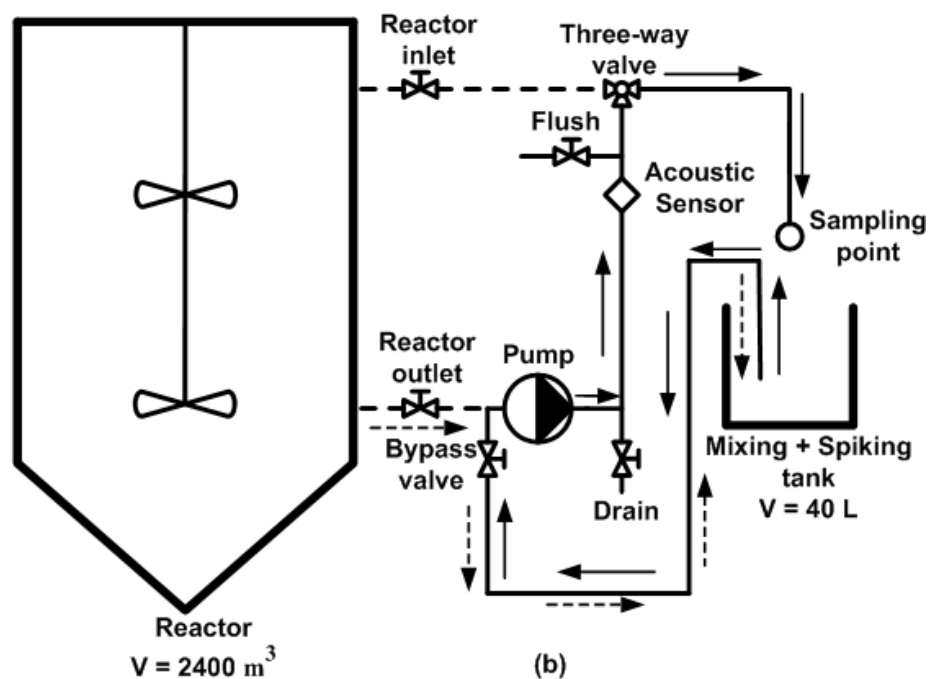 Reactor
inlet
Three-way
valve
Flush
Acoustic
Sensor
Sampling
point
Reactor
outlet
Pump
Bypass
valve
Drain
Mixing + Spiking
tank
V = 40 L
Reactor
V = 2400 m³
(b)